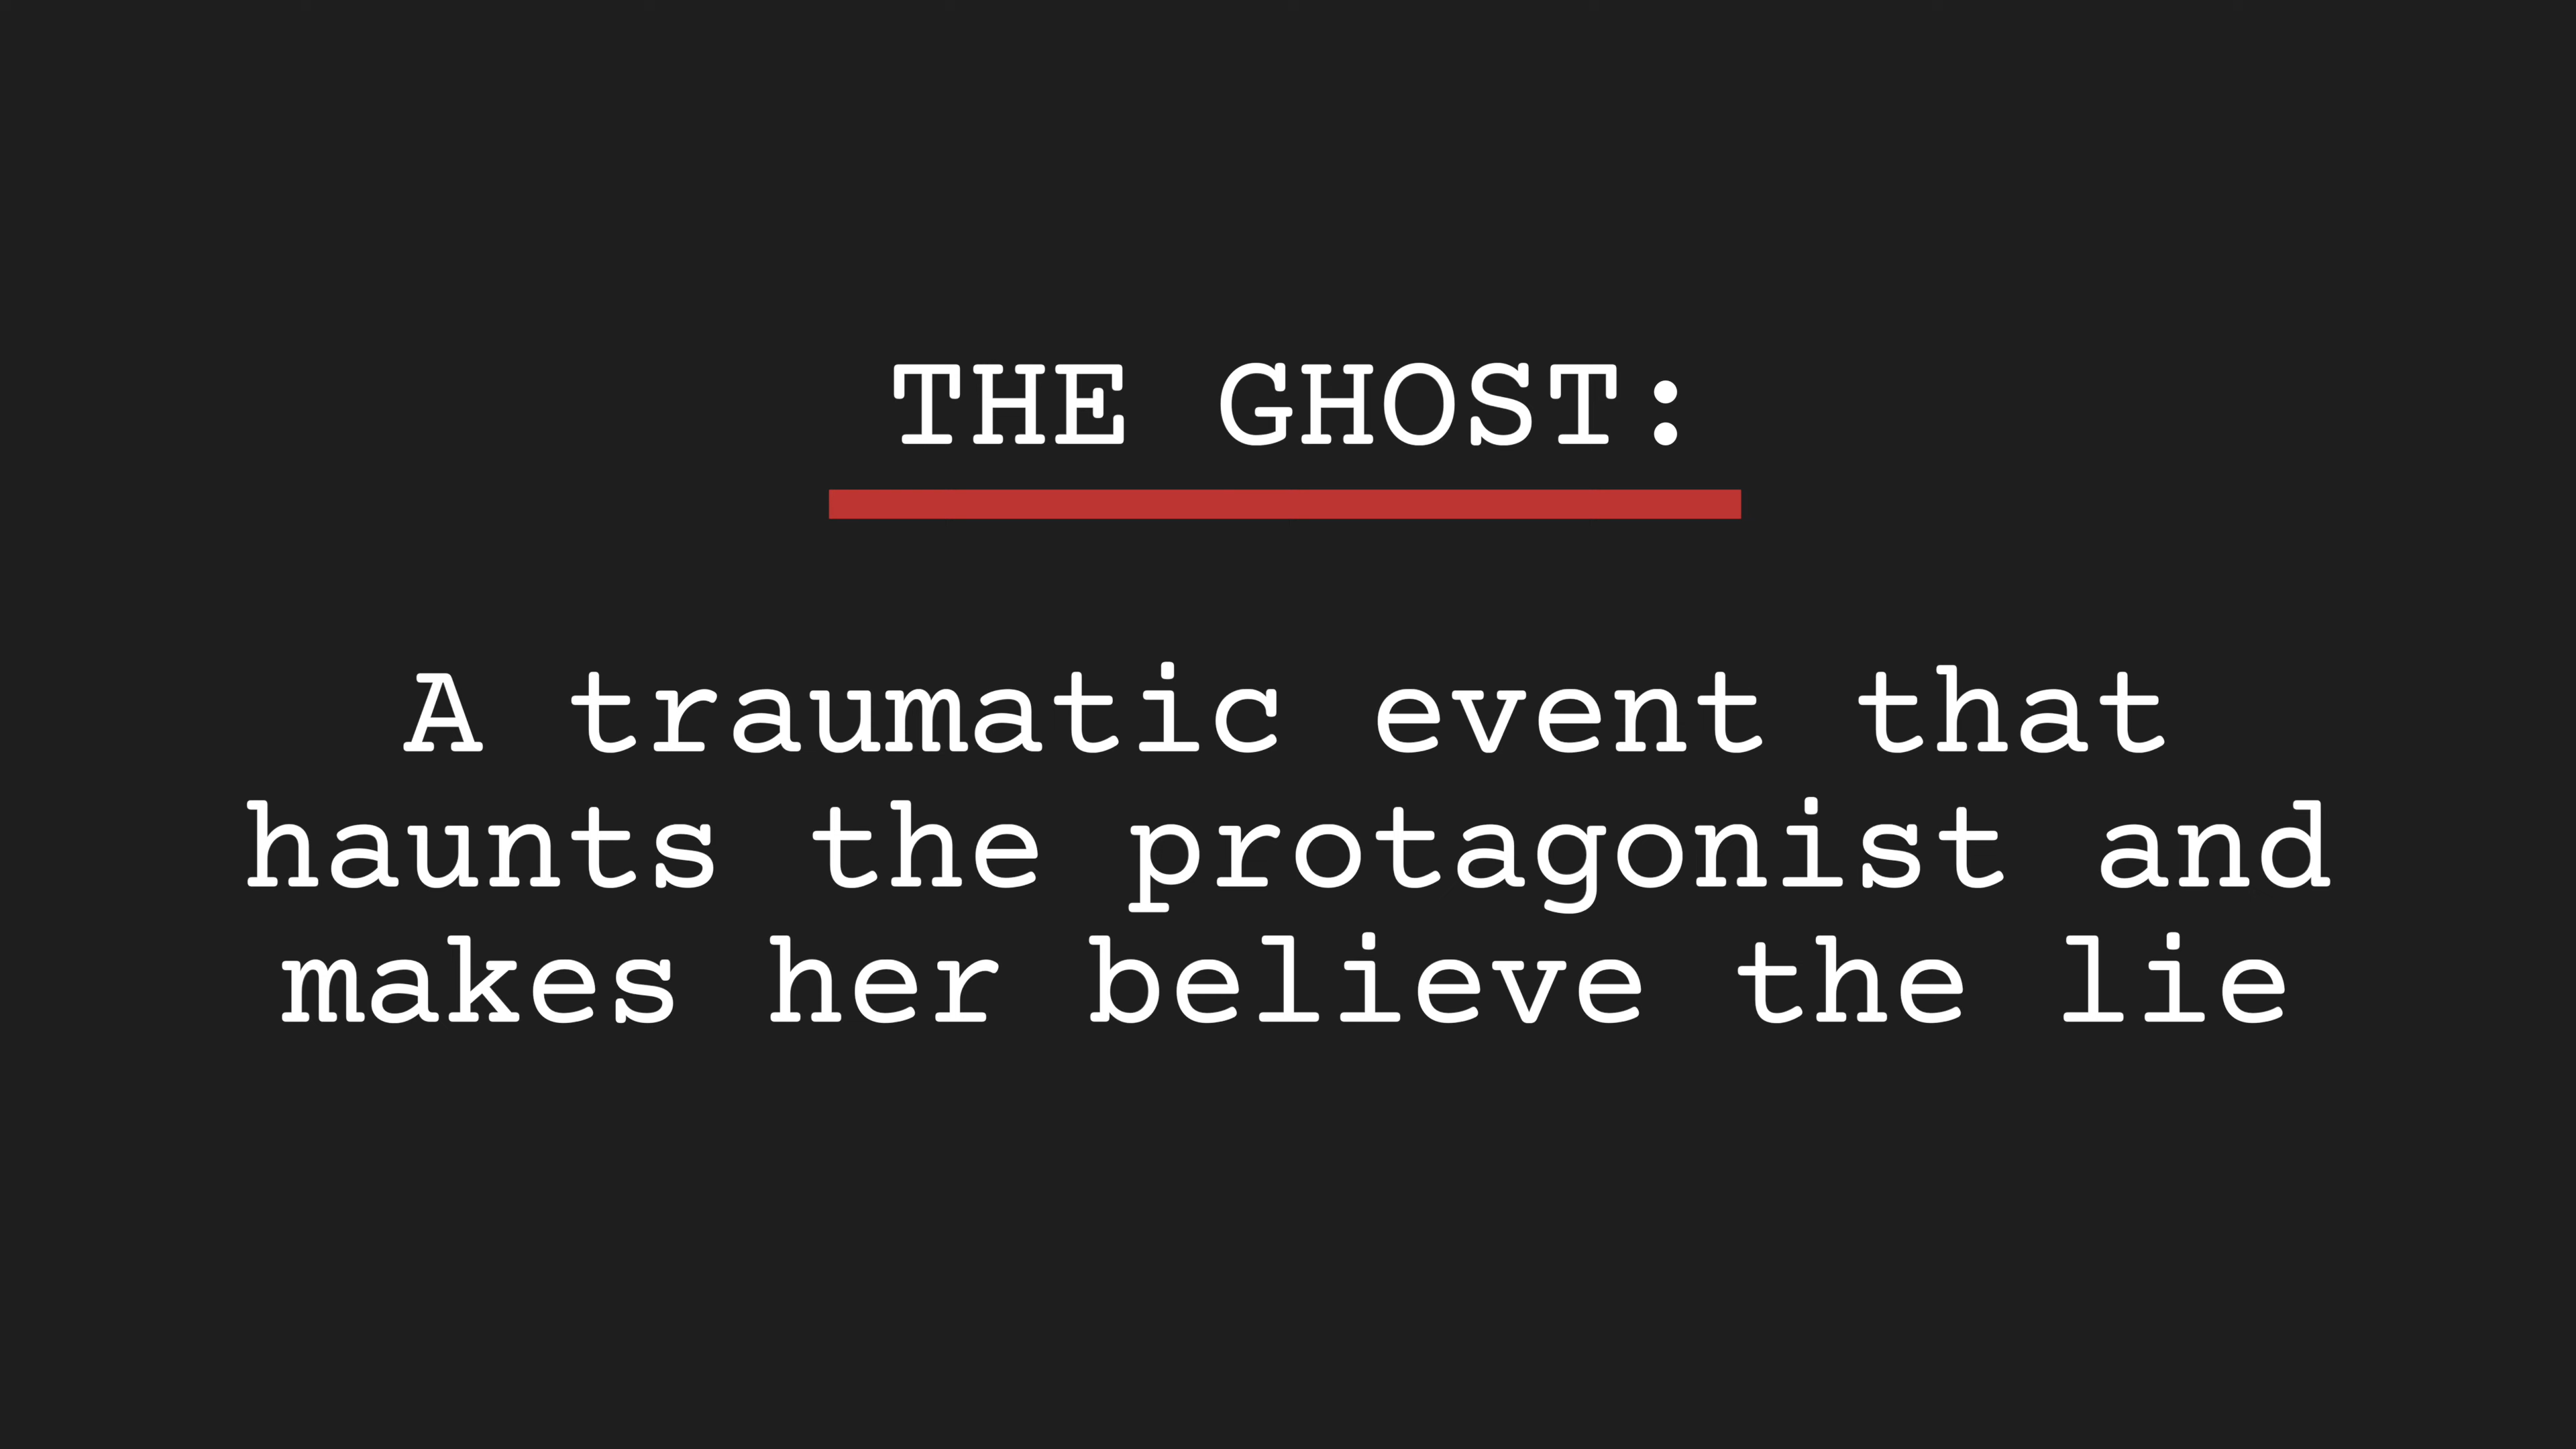 THE GHOST:
A traumatic event that
haunts the protagonist and
makes her believe the lie